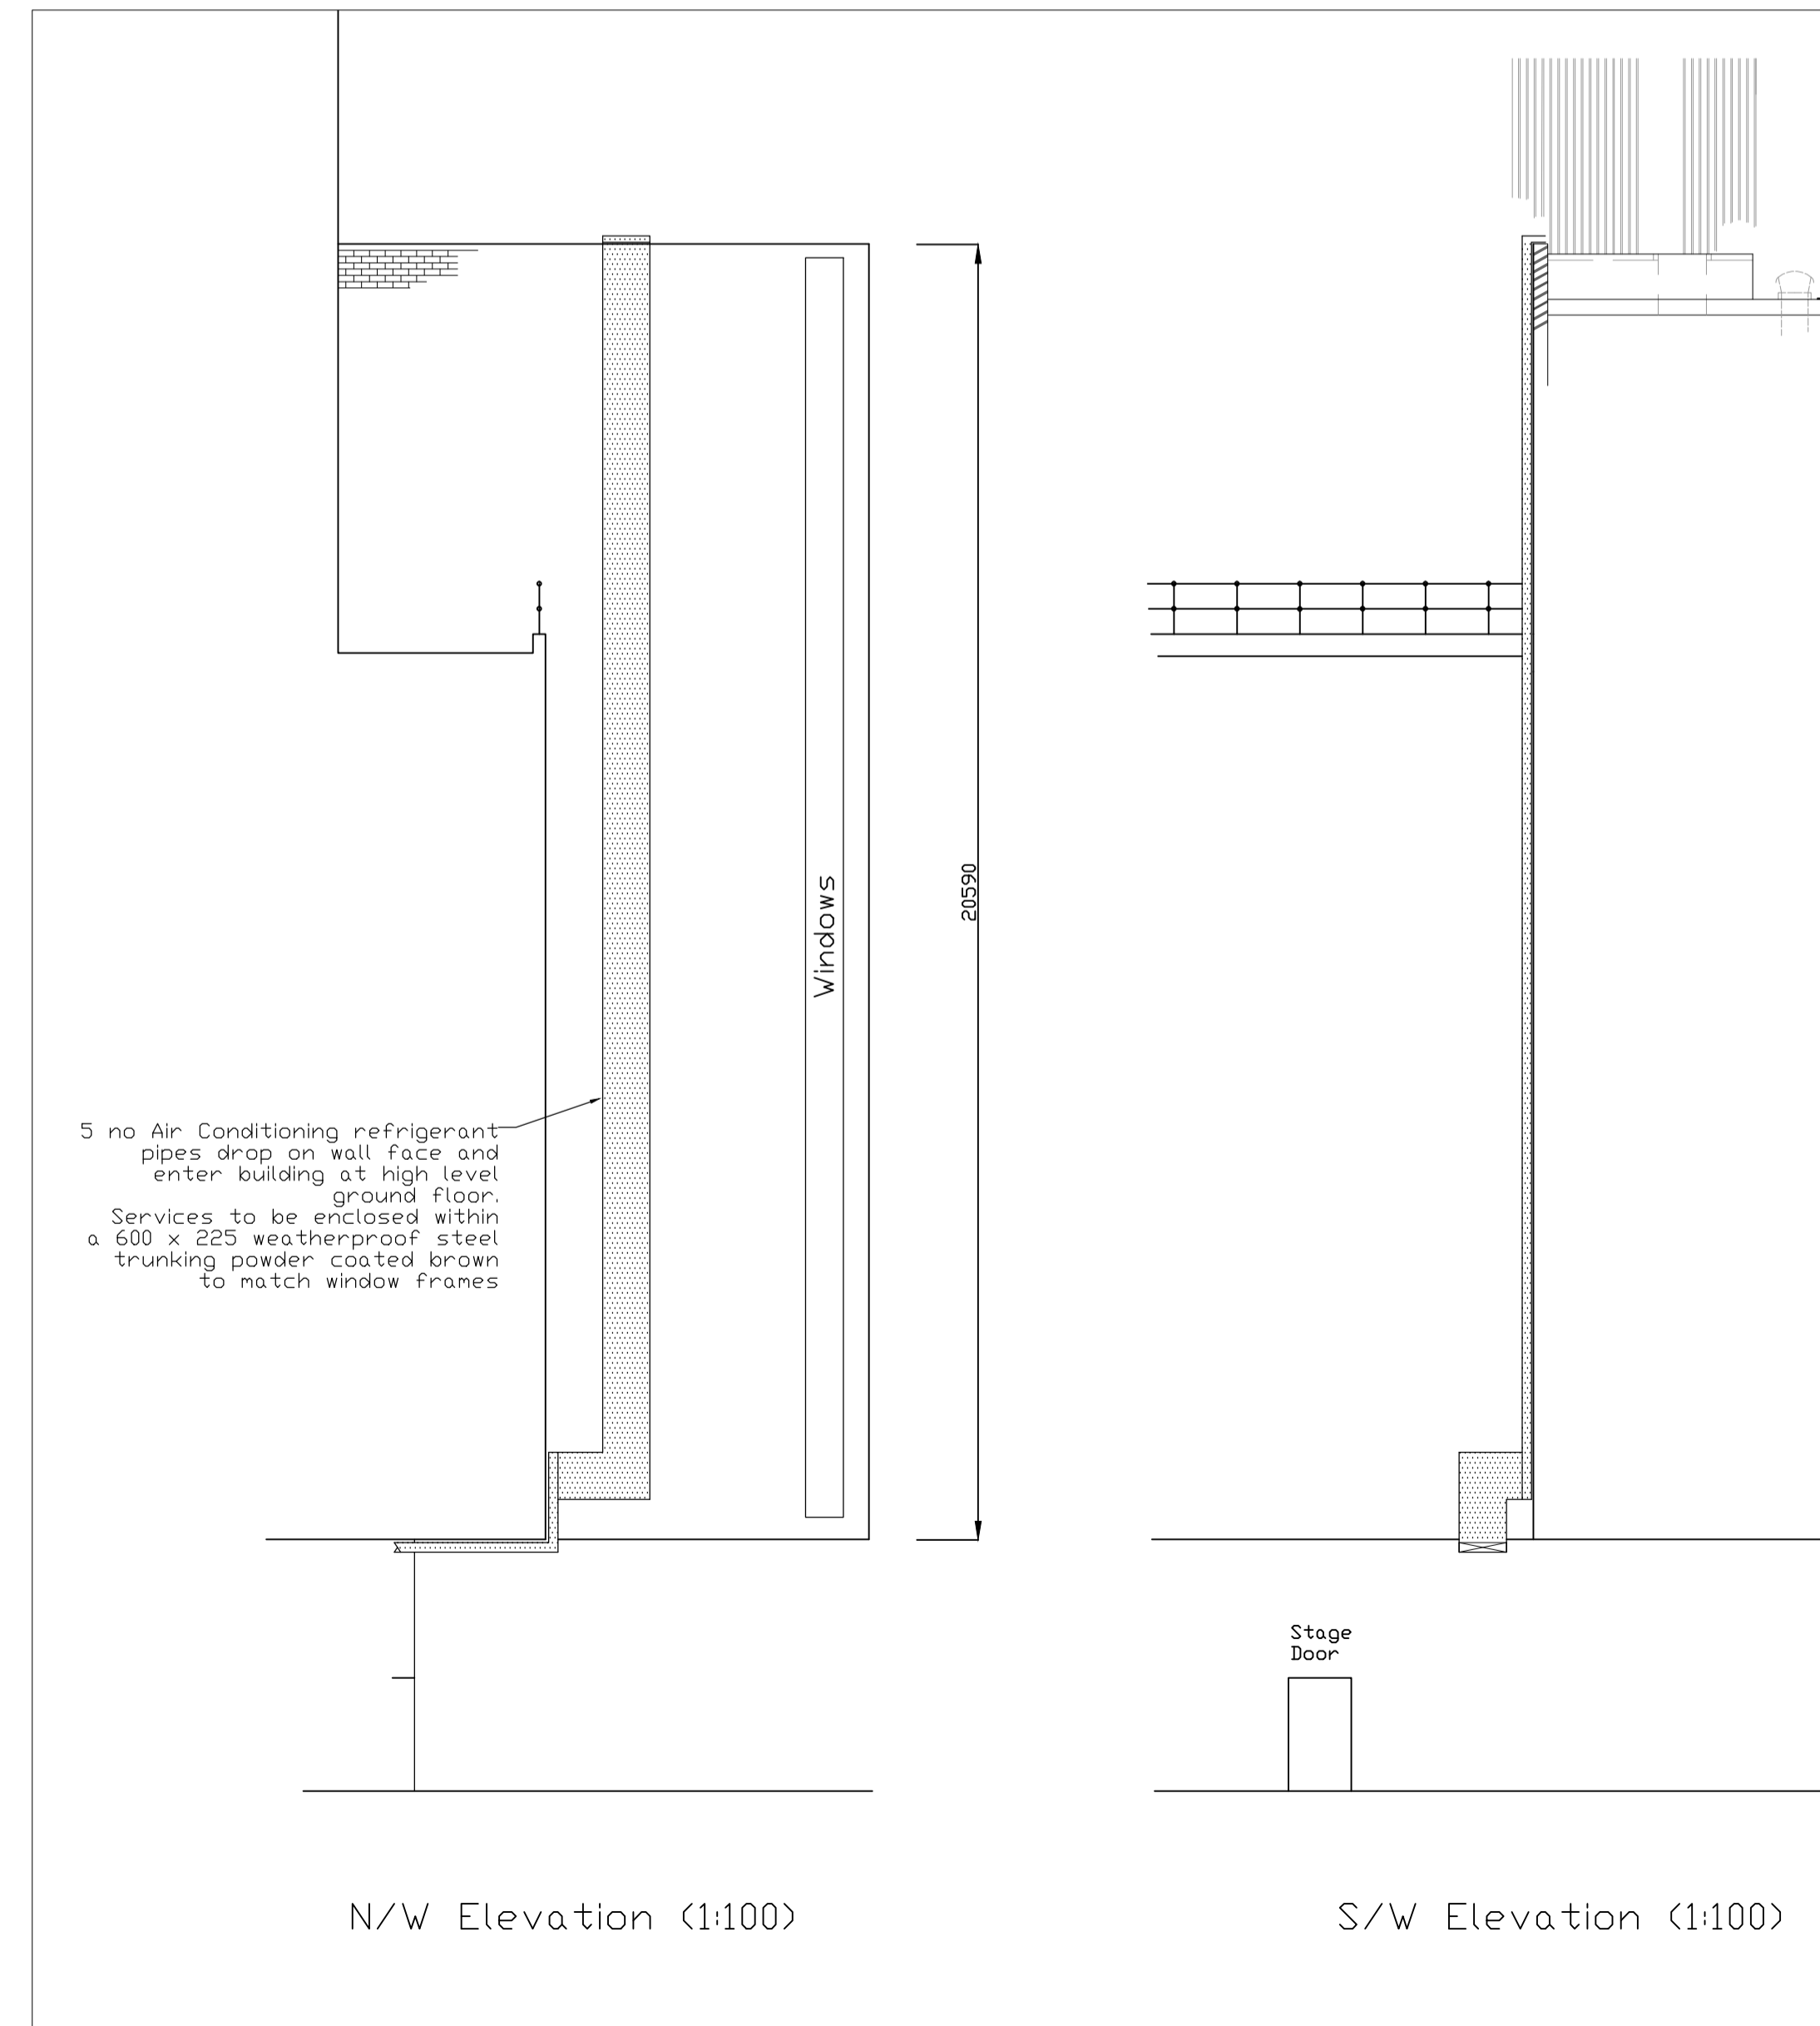 Windows
20590
5 no Air Conditioning refrigerant
pipes drop on wall face and
enter building at high level
ground floor.
Services to be enclosed within
a 600 x 225 weatherproof steel
trunking powder coated brown
to match window frames
Stage
Door
N/W Elevation (1:100)
S/W Elevation (1:100)